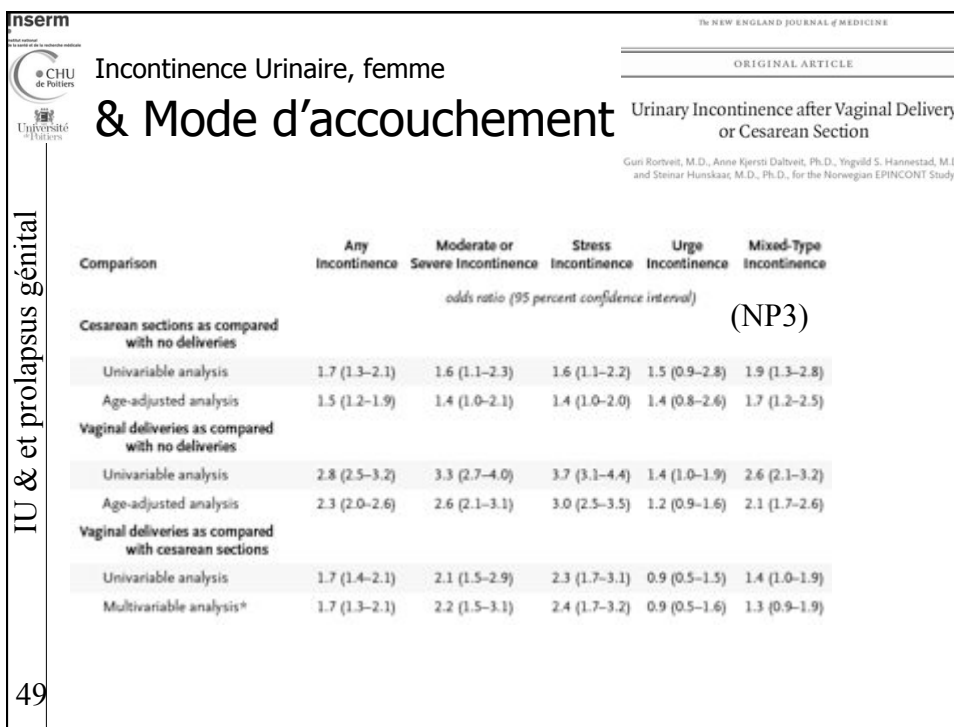 Inserm
Institut national
de la santé et de la recherche médicale
CHU
de Poitiers
Université
de Poitiers
Incontinence Urinaire, femme
& Mode d'accouchement
The NEW ENGLAND JOURNAL of MEDICINE
ORIGINAL ARTICLE
Urinary Incontinence after Vaginal Delivery
or Cesarean Section
Guri Rortveit, M.D., Anne Kjersti Daltveit, Ph.D., Yngvild S. Hannestad, M.D
and Steinar Hunskaar, M.D., Ph.D., for the Norwegian EPINCONT Study
IU & et prolapsus génital
Comparison Any Incontinence Moderate or Severe Incontinence Stress Incontinence Urge Incontinence Mixed-Type Incontinence
odds ratio (95 percent confidence interval)
(NP3)
Cesarean sections as compared
with no deliveries
Univariable analysis 1.7 (1.3–2.1) 1.6 (1.1–2.3) 1.6 (1.1–2.2) 1.5 (0.9–2.8) 1.9 (1.3–2.8)
Age-adjusted analysis 1.5 (1.2–1.9) 1.4 (1.0–2.1) 1.4 (1.0–2.0) 1.4 (0.8–2.6) 1.7 (1.2–2.5)
Vaginal deliveries as compared
with no deliveries
Univariable analysis 2.8 (2.5–3.2) 3.3 (2.7–4.0) 3.7 (3.1–4.4) 1.4 (1.0–1.9) 2.6 (2.1–3.2)
Age-adjusted analysis 2.3 (2.0–2.6) 2.6 (2.1–3.1) 3.0 (2.5–3.5) 1.2 (0.9–1.6) 2.1 (1.7–2.6)
Vaginal deliveries as compared
with cesarean sections
Univariable analysis 1.7 (1.4–2.1) 2.1 (1.5–2.9) 2.3 (1.7–3.1) 0.9 (0.5–1.5) 1.4 (1.0–1.9)
Multivariable analysis* 1.7 (1.3–2.1) 2.2 (1.5–3.1) 2.4 (1.7–3.2) 0.9 (0.5–1.6) 1.3 (0.9–1.9)
49